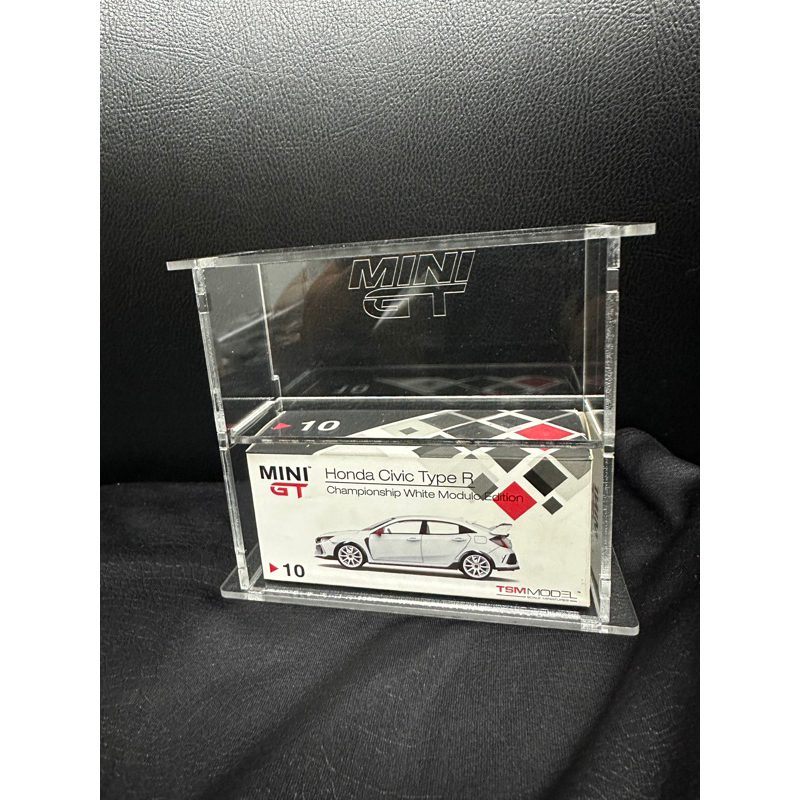 MINI
GT
10
MINI
GT
Honda Civic Type R
Championship White Modulo Edition
10
TSMMODEL